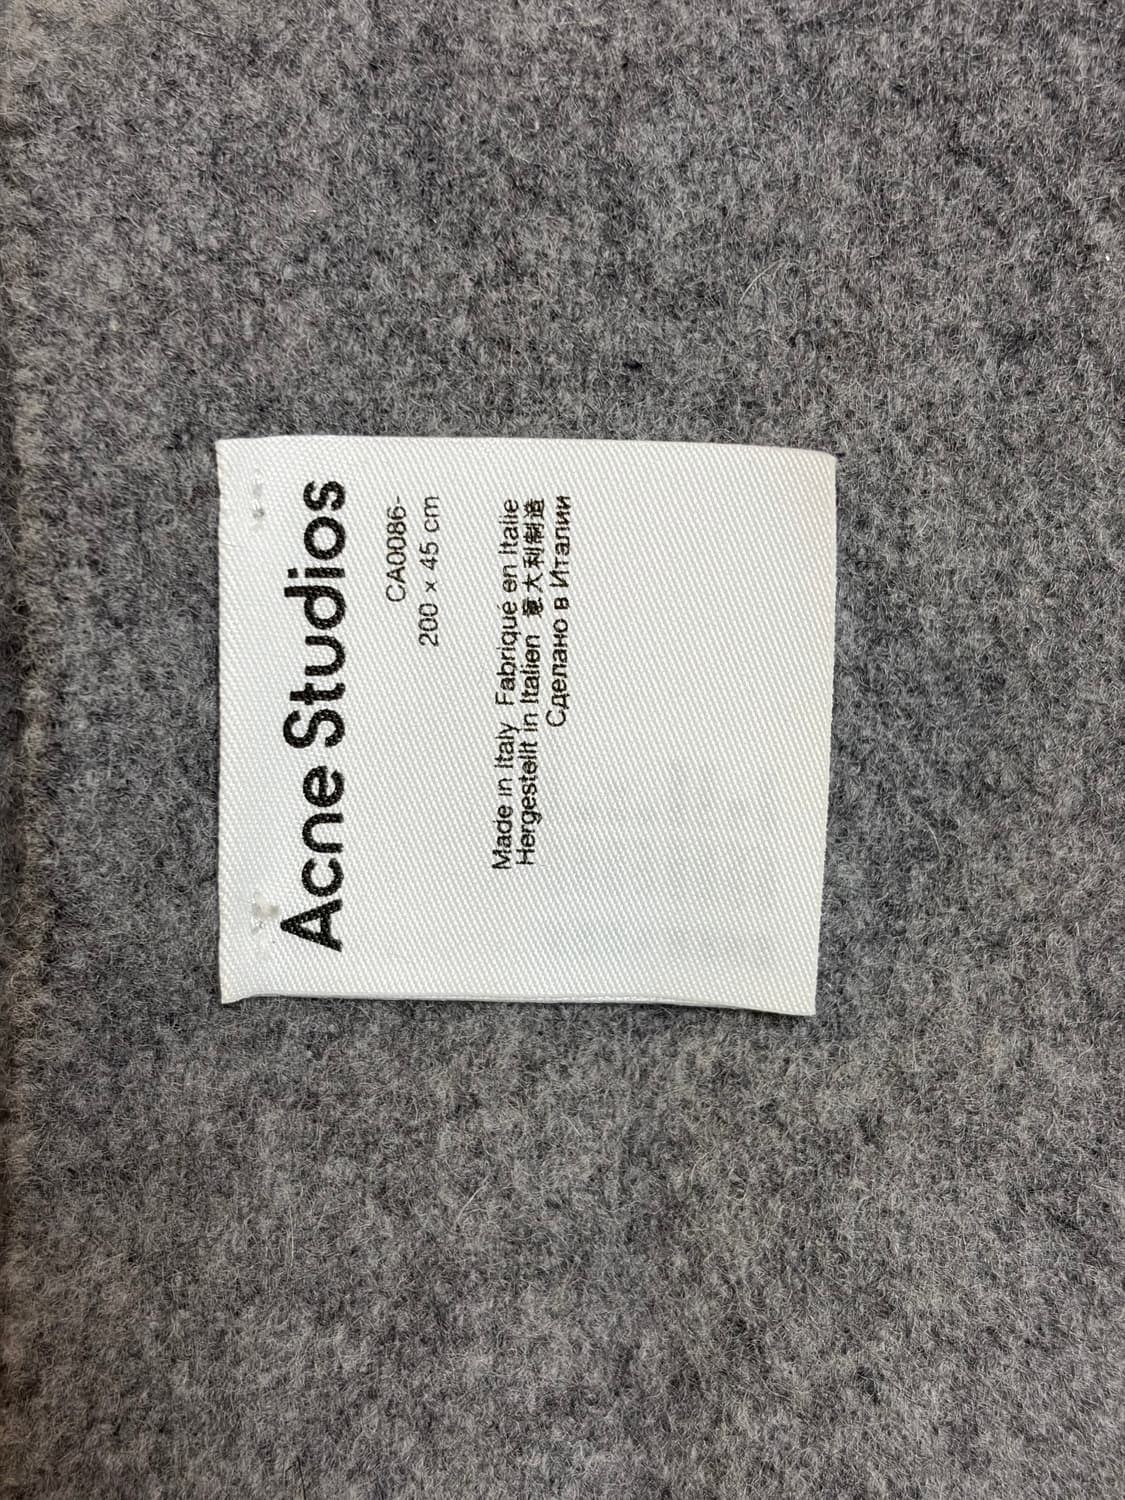 Acne Studios
CA0086-
200 x 45 cm
Made in Italy Fabriqué en Italie
Hergestellt in Italien 意大利制造
Сделано в Италии